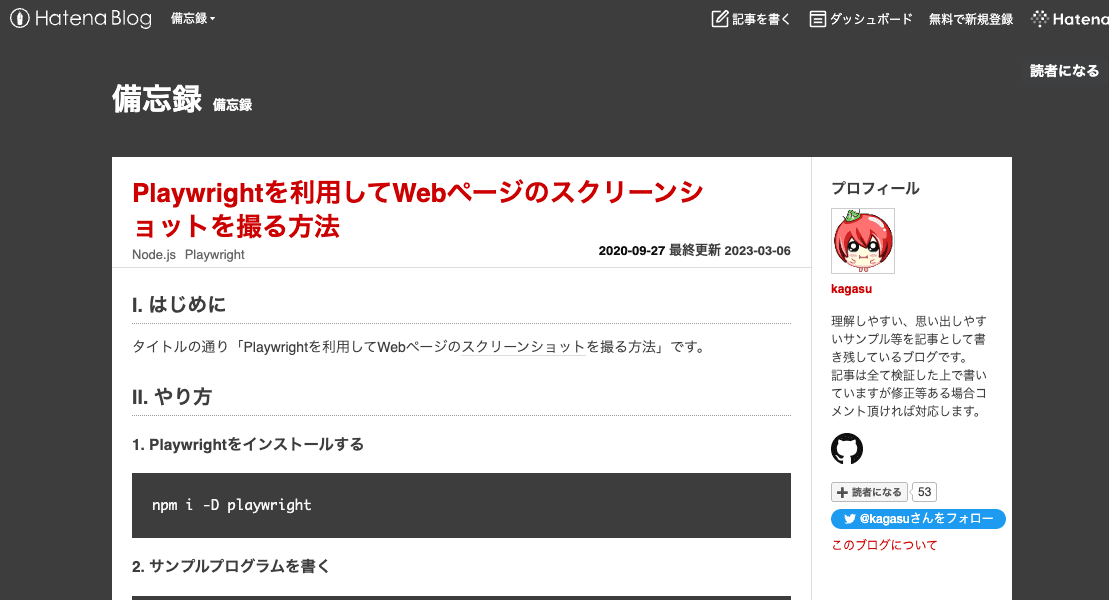 Hatena Blog 備忘録 記事を書く ダッシュボード 無料で新規登録 Hatena
読者になる
備忘録 備忘録
Playwrightを利用してWebページのスクリーンシ
ョットを撮る方法
Node.js Playwright 2020-09-27 最終更新 2023-03-06
I. はじめに
タイトルの通り「Playwrightを利用してWebページのスクリーンショットを撮る方法」です。
II. やり方
1. Playwrightをインストールする
npm i -D playwright
2. サンプルプログラムを書く
プロフィール
kagasu
理解しやすい、思い出しやす
いサンプル等を記事として書
き残しているブログです。
記事は全て検証した上で書い
ていますが修正等ある場合コ
メント頂ければ対応します。
読者になる 53
@kagasuさんをフォロー
このブログについて